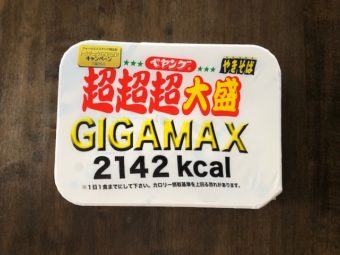 キャンペーン
ペヤング
やきそば
超超超大盛
GIGAMAX
2142 kcal
※1日1食までにして下さい。カロリー摂取基準を上回る恐れがあります。